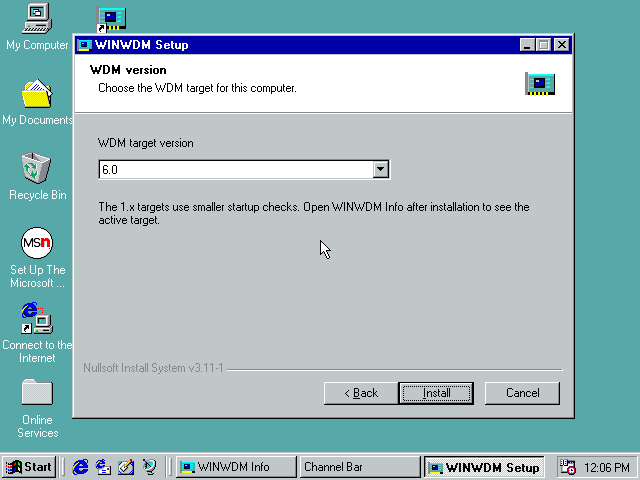 My Computer
My Documents
Recycle Bin
MSN
Set Up The
Microsoft ...
Connect to the
Internet
Online
Services
WINWDM Setup
WDM version
Choose the WDM target for this computer.
WDM target version
6.0
The 1.x targets use smaller startup checks. Open WINWDM Info after installation to see the
active target.
Nullsoft Install System v3.11-1
< Back
Install
Cancel
Start
WINWDM Info
Channel Bar
WINWDM Setup
12:06 PM